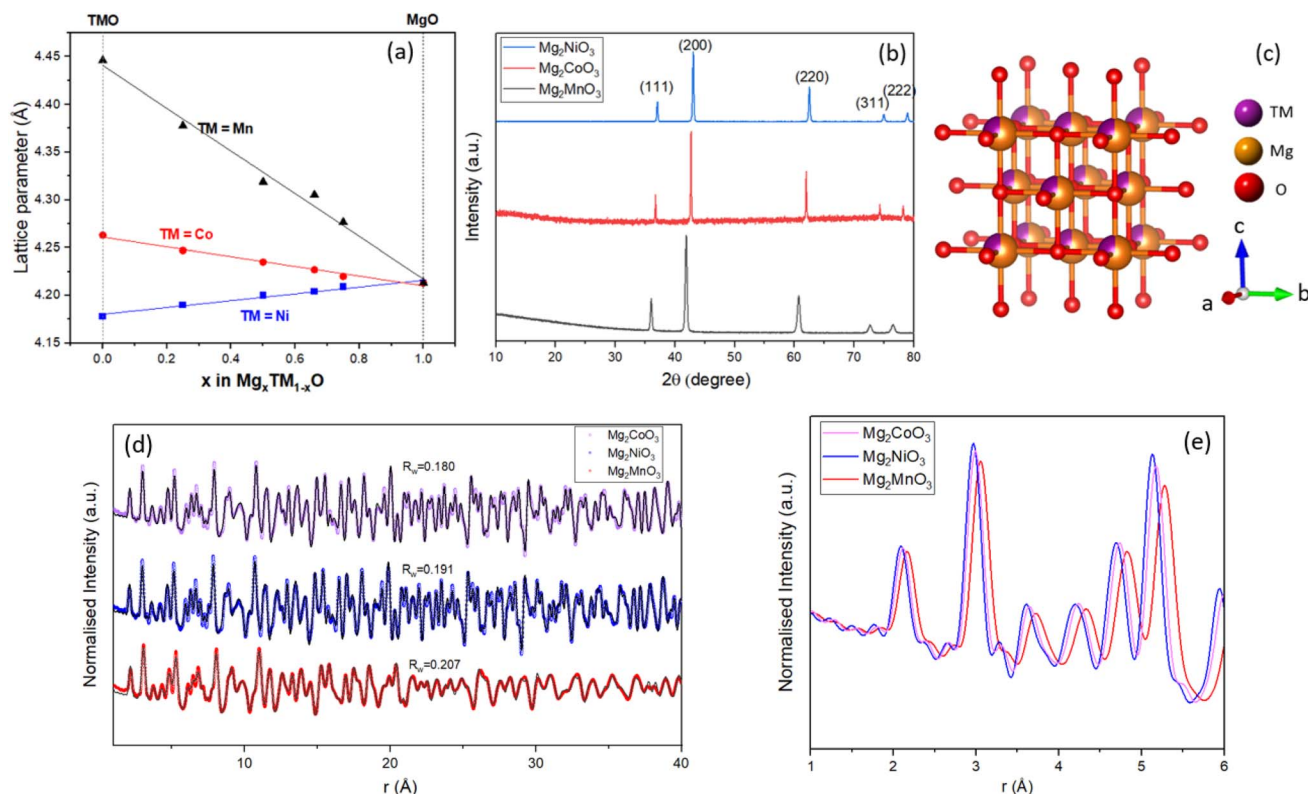 TMO
MgO
(a)
4.45
4.40
4.35
4.30
4.25
4.20
4.15
Lattice parameter (Å)
TM = Mn
TM = Co
TM = Ni
0.0 0.2 0.4 0.6 0.8 1.0
x in MgₓTM₁₋ₓO
(b)
Mg₂NiO₃
Mg₂CoO₃
Mg₂MnO₃
(111)
(200)
(220)
(311)
(222)
Intensity (a.u.)
10 20 30 40 50 60 70 80
2θ (degree)
(c)
TM
Mg
O
c
a
b
(d)
Mg₂CoO₃
Mg₂NiO₃
Mg₂MnO₃
R_w=0.180
R_w=0.191
R_w=0.207
Normalised Intensity (a.u.)
10 20 30 40
r (Å)
(e)
Mg₂CoO₃
Mg₂NiO₃
Mg₂MnO₃
Normalised Intensity (a.u.)
1 2 3 4 5 6
r (Å)